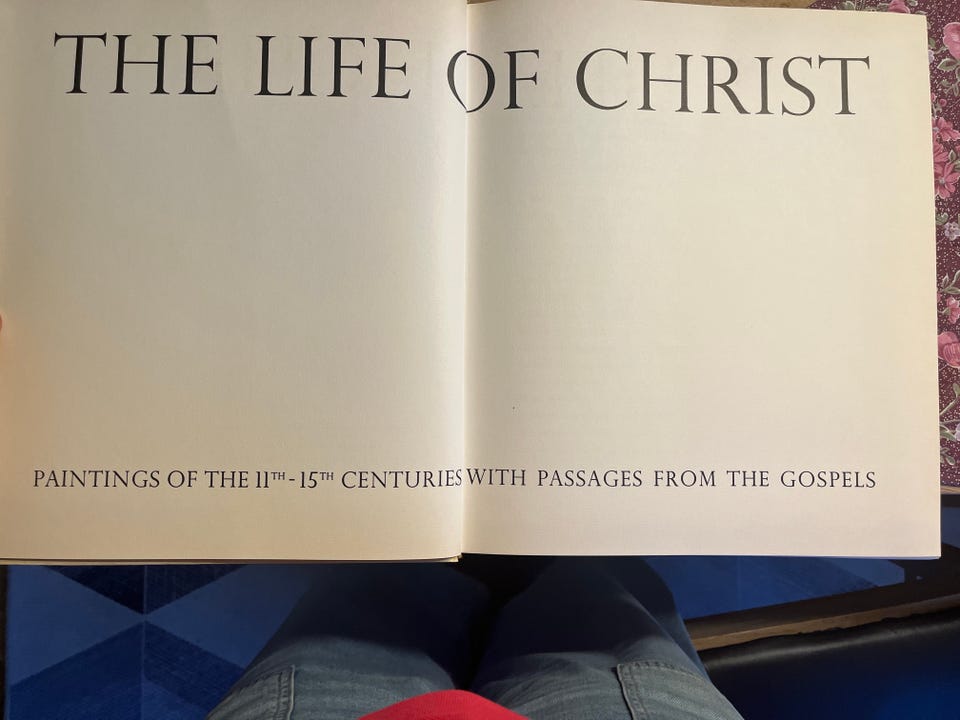 THE LIFE OF CHRIST
PAINTINGS OF THE 11TH-15TH CENTURIES WITH PASSAGES FROM THE GOSPELS